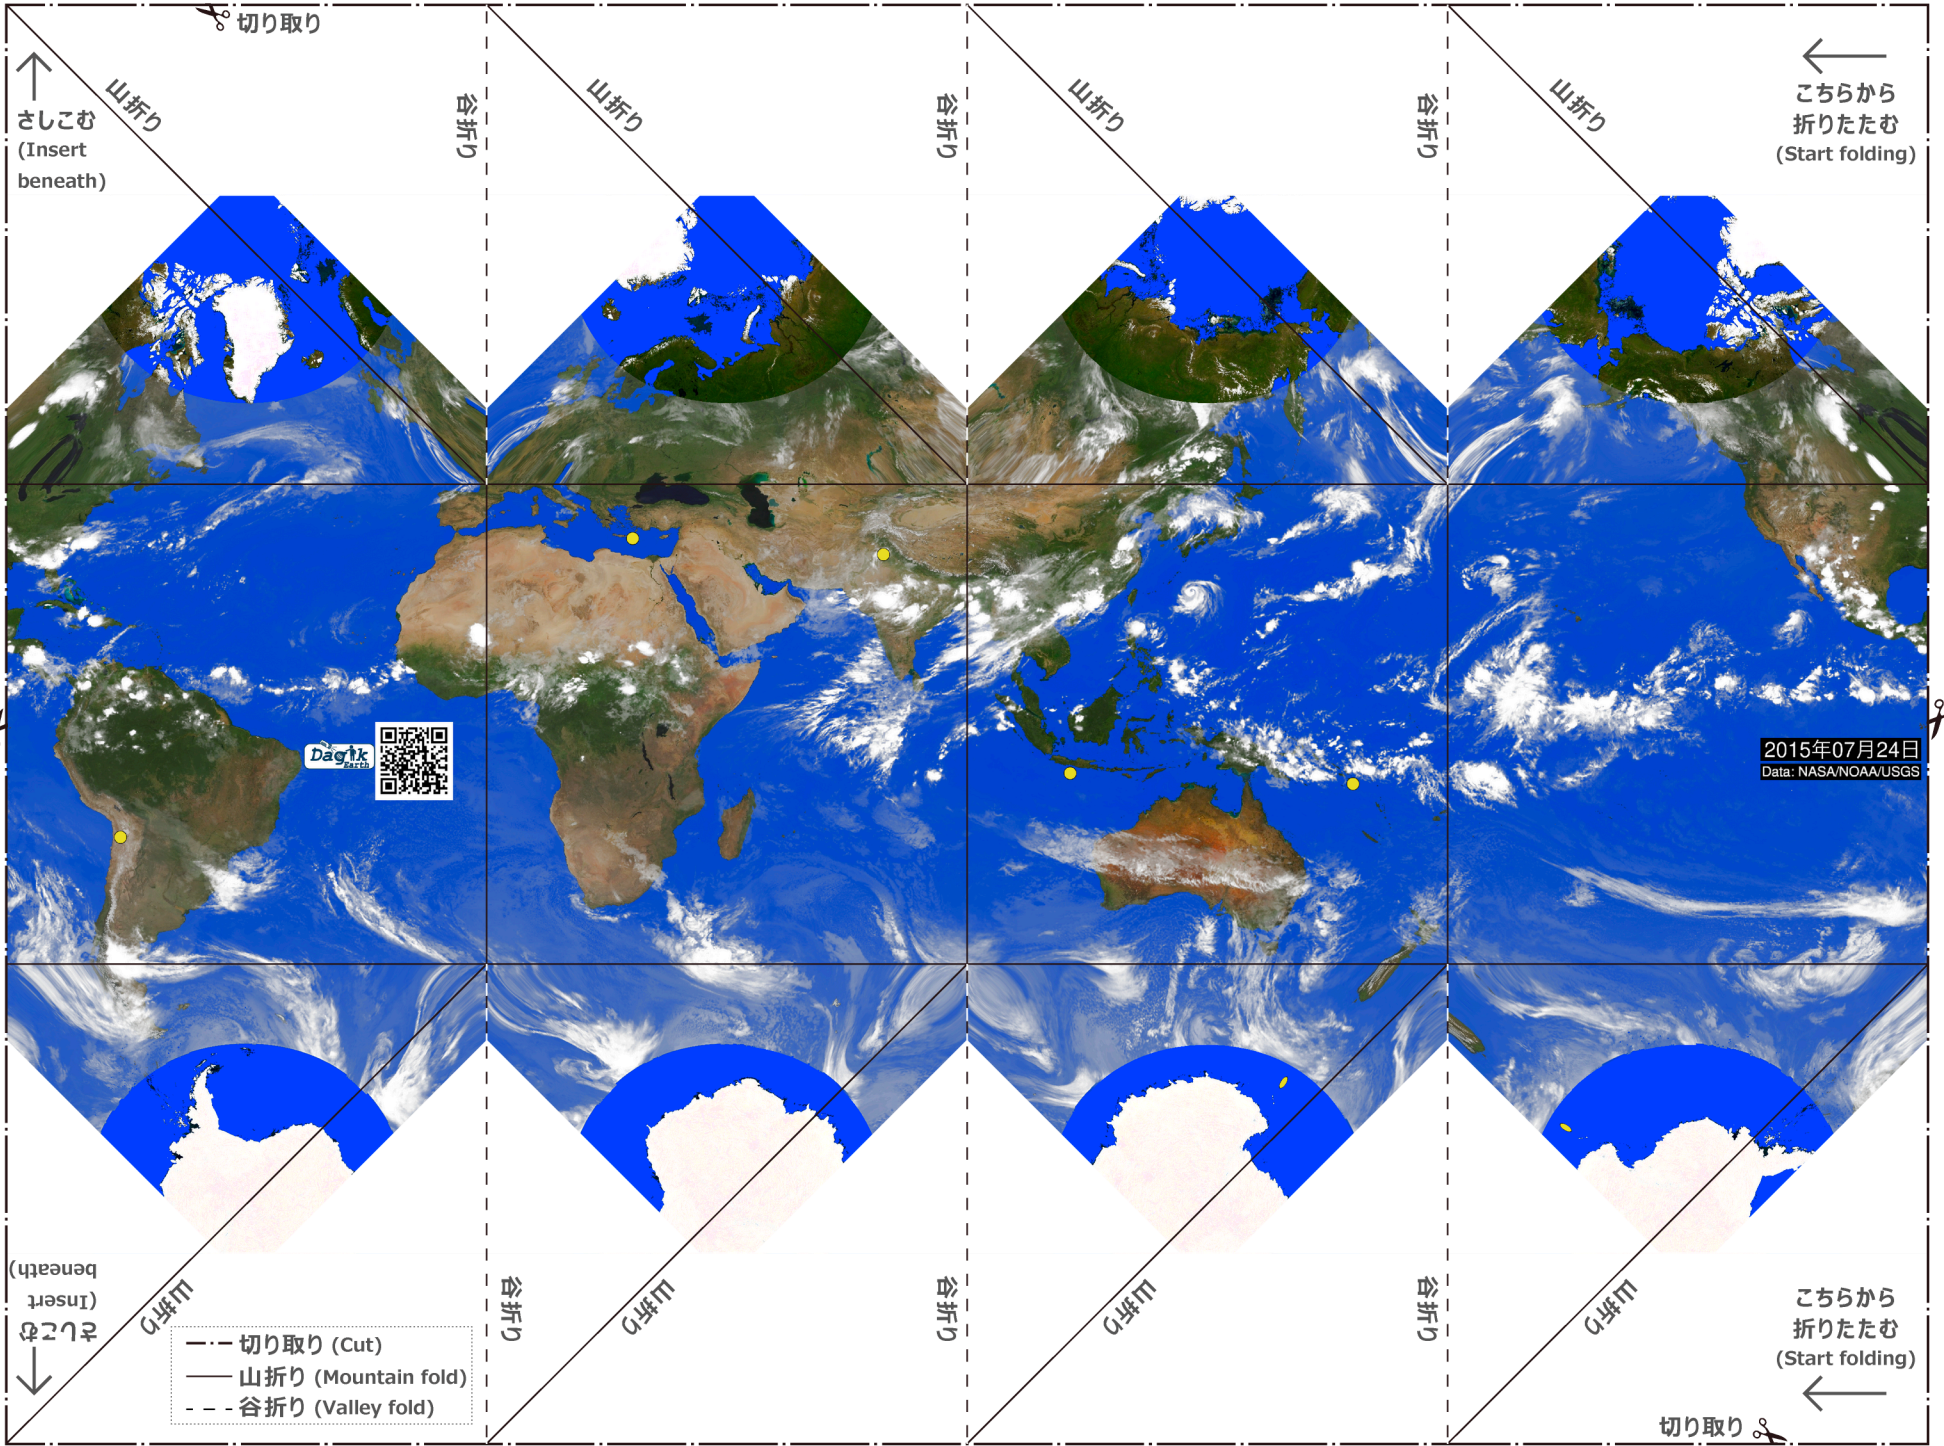 切り取り
さしこむ
(Insert
beneath)
山折り
谷折り
山折り
谷折り
山折り
谷折り
山折り
こちらから
折りたたむ
(Start folding)
Dagik
Earth
2015年07月24日
Data: NASA/NOAA/USGS
さしこむ
(Insert
beneath)
山折り
谷折り
山折り
谷折り
山折り
谷折り
山折り
こちらから
折りたたむ
(Start folding)
切り取り (Cut)
山折り (Mountain fold)
谷折り (Valley fold)
切り取り